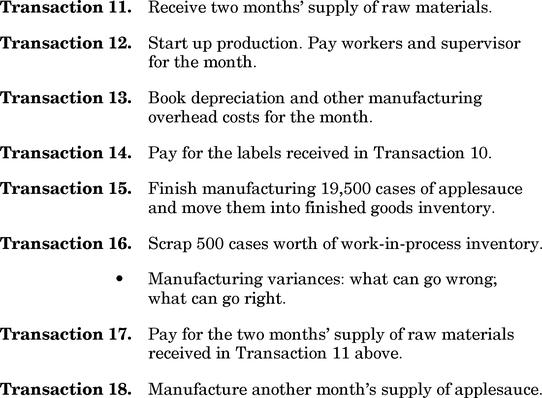 Transaction 11. Receive two months’ supply of raw materials.
Transaction 12. Start up production. Pay workers and supervisor
for the month.
Transaction 13. Book depreciation and other manufacturing
overhead costs for the month.
Transaction 14. Pay for the labels received in Transaction 10.
Transaction 15. Finish manufacturing 19,500 cases of applesauce
and move them into finished goods inventory.
Transaction 16. Scrap 500 cases worth of work-in-process inventory.
• Manufacturing variances: what can go wrong;
what can go right.
Transaction 17. Pay for the two months’ supply of raw materials
received in Transaction 11 above.
Transaction 18. Manufacture another month’s supply of applesauce.